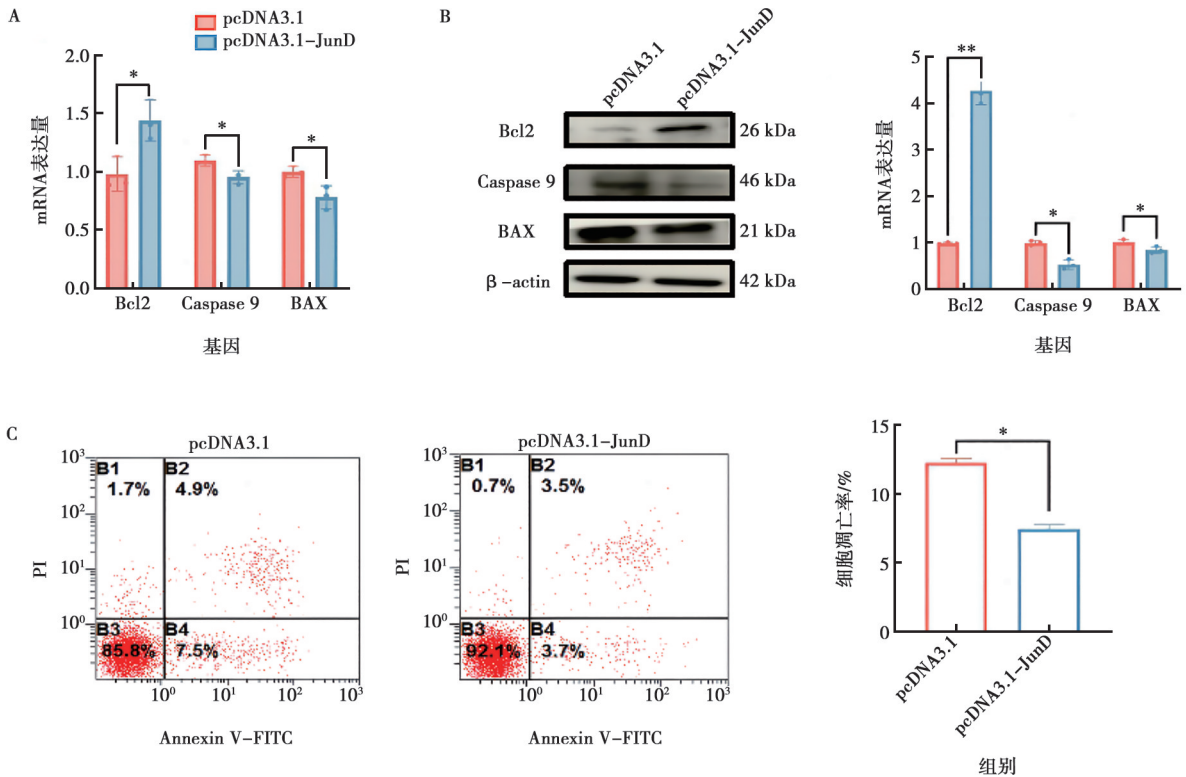 A
pcDNA3.1
pcDNA3.1-JunD
mRNA表达量
2.0
1.5
1.0
0.5
0.0
*
*
*
Bcl2 Caspase 9 BAX
基因
B
pcDNA3.1 pcDNA3.1-JunD
Bcl2 26 kDa
Caspase 9 46 kDa
BAX 21 kDa
β-actin 42 kDa
mRNA表达量
5
4
3
2
1
0
**
*
*
Bcl2 Caspase 9 BAX
基因
C
pcDNA3.1
PI
10³
10²
10¹
10⁰
B1 B2
1.7% 4.9%
B3 B4
85.8% 7.5%
10⁰ 10¹ 10² 10³
Annexin V-FITC
pcDNA3.1-JunD
PI
10³
10²
10¹
10⁰
B1 B2
0.7% 3.5%
B3 B4
92.1% 3.7%
10⁰ 10¹ 10² 10³
Annexin V-FITC
细胞凋亡率/%
15
10
5
0
*
pcDNA3.1
pcDNA3.1-JunD
组别